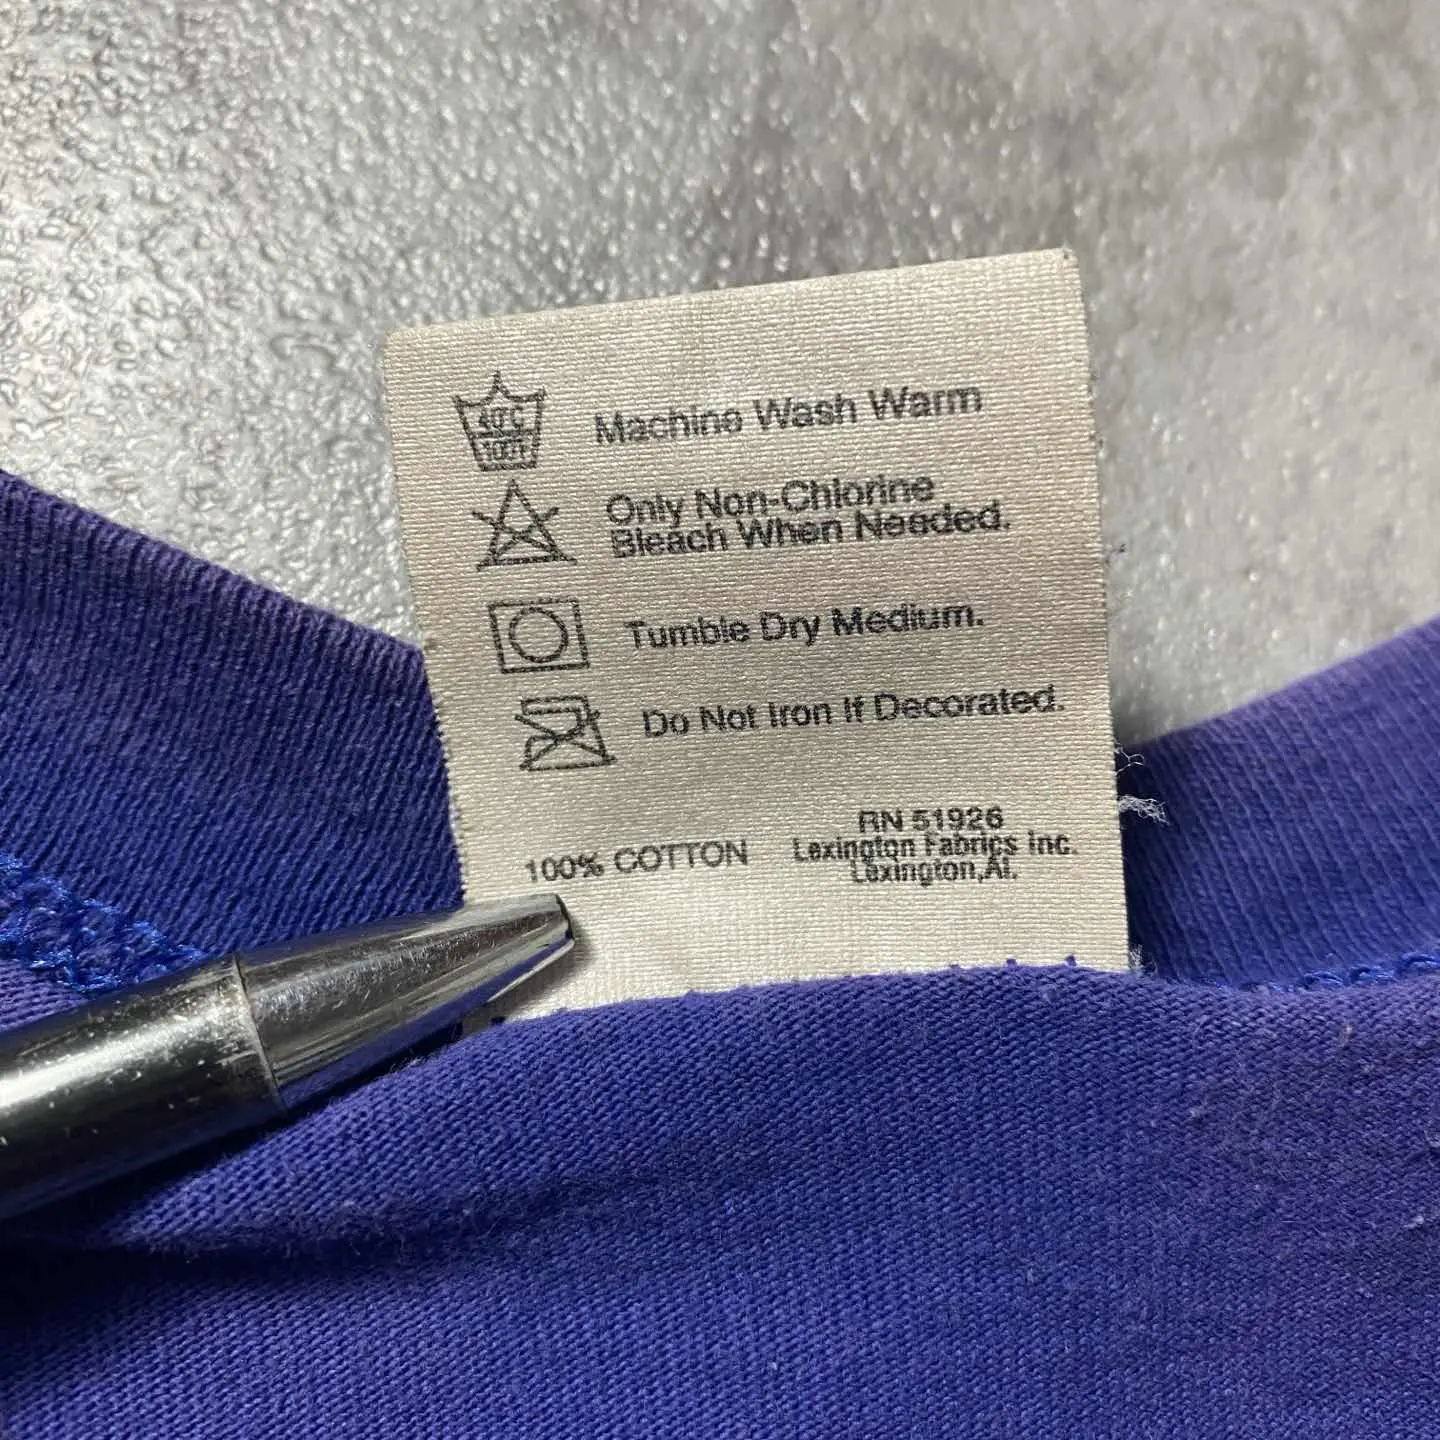 40°C
100°F
Machine Wash Warm
Only Non-Chlorine
Bleach When Needed.
Tumble Dry Medium.
Do Not Iron If Decorated.
100% COTTON
RN 51926
Lexington Fabrics Inc.
Lexington,Al.